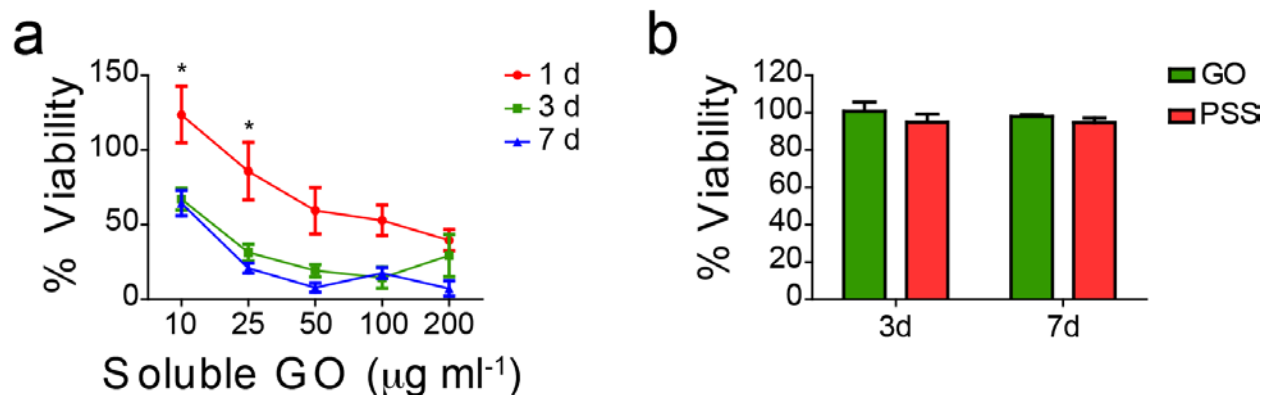 a
% Viability
150
100
50
0
*
*
10 25 50 100 200
Soluble GO (µg ml⁻¹)
1 d
3 d
7 d
b
% Viability
120
100
80
60
40
20
0
3d 7d
GO
PSS